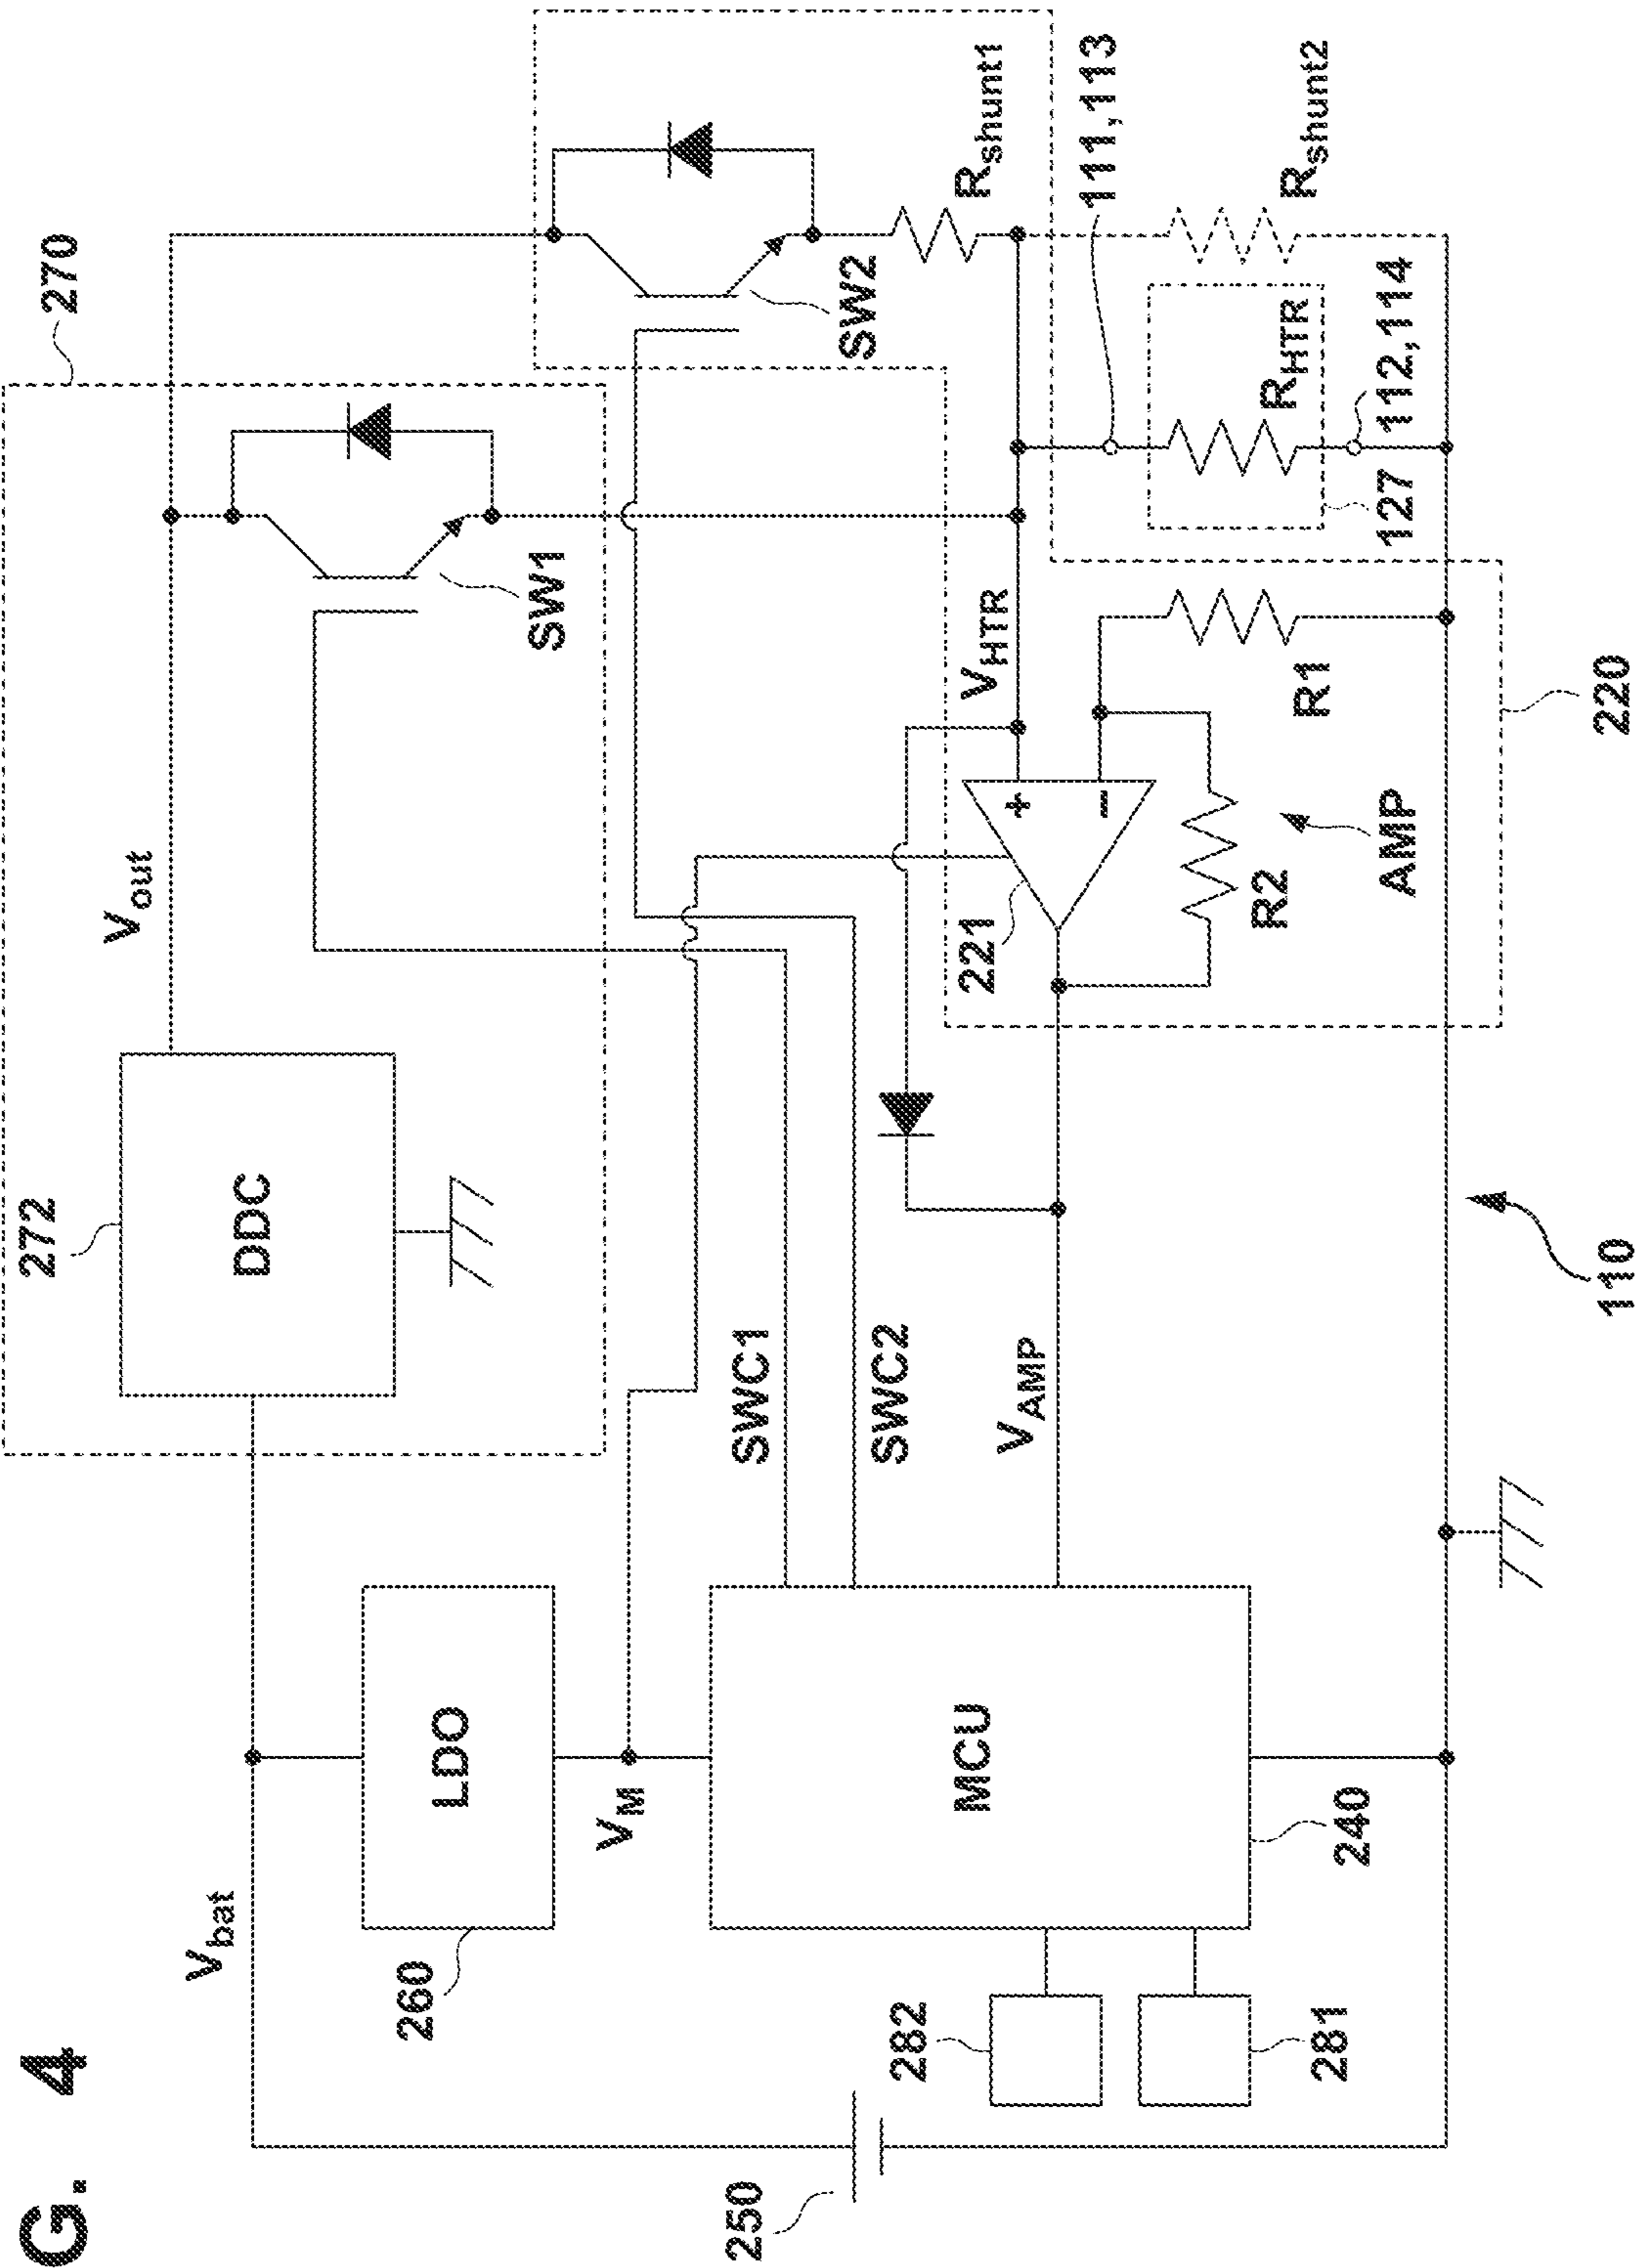 G. 4
270
272
DDC
Vout
SW1
SW2
Rshunt1
Vbat
260
LDO
VM
SWC1
SWC2
VAMP
VHTR
221
AMP
R1
R2
111,113
RHTR
Rshunt2
112,114
127
220
MCU
240
282
281
250
110
+
−